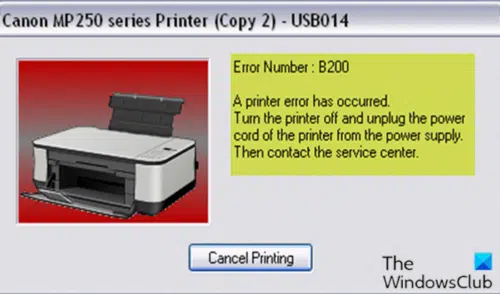 Canon MP250 series Printer (Copy 2) - USB014
Error Number : B200
A printer error has occurred.
Turn the printer off and unplug the power
cord of the printer from the power supply.
Then contact the service center.
Cancel Printing
The
WindowsClub